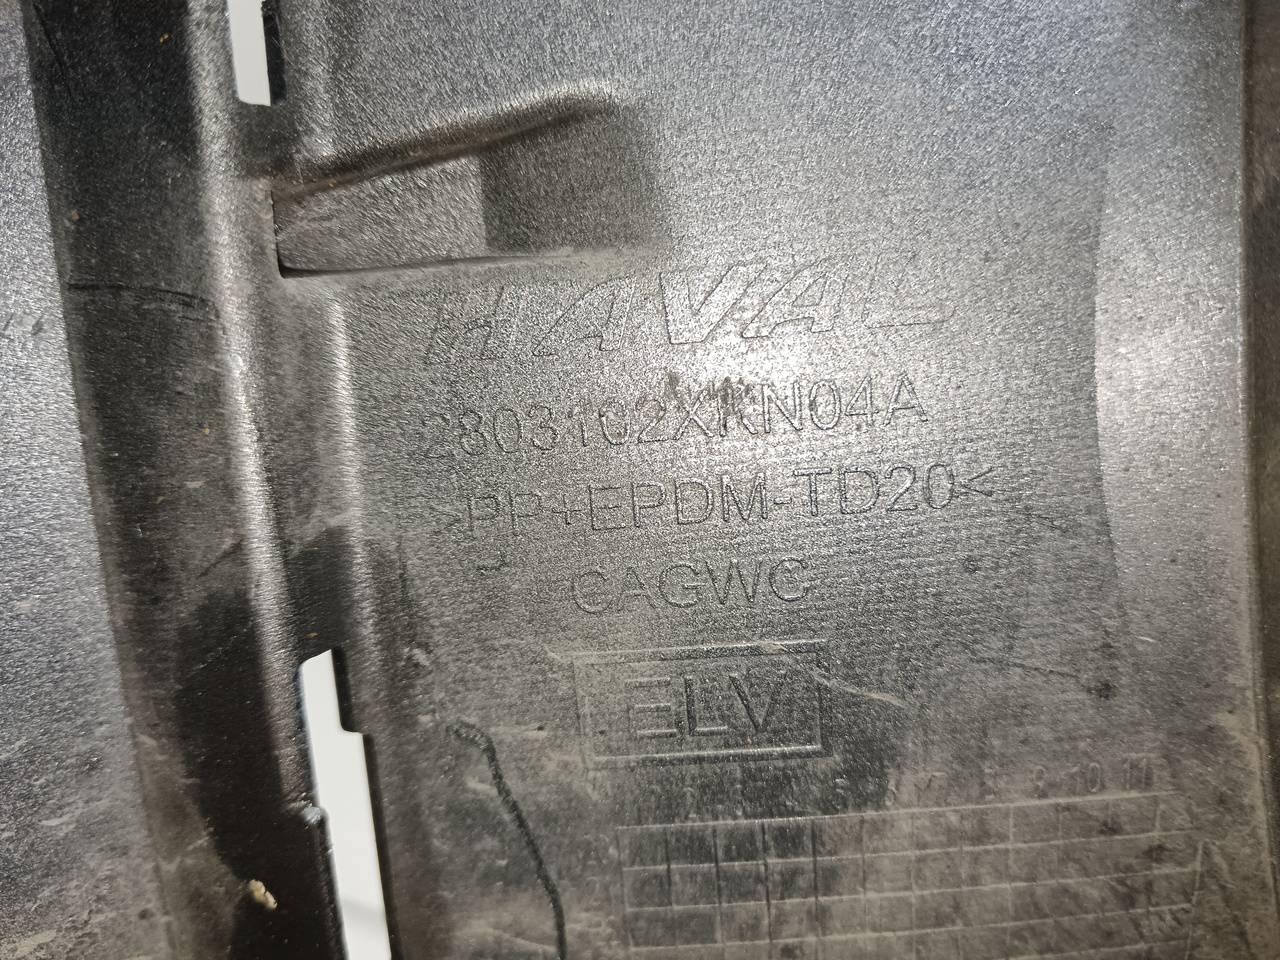 HAVAL
2803102XKN04A
>PP+EPDM-TD20<
CAGWC
ELV